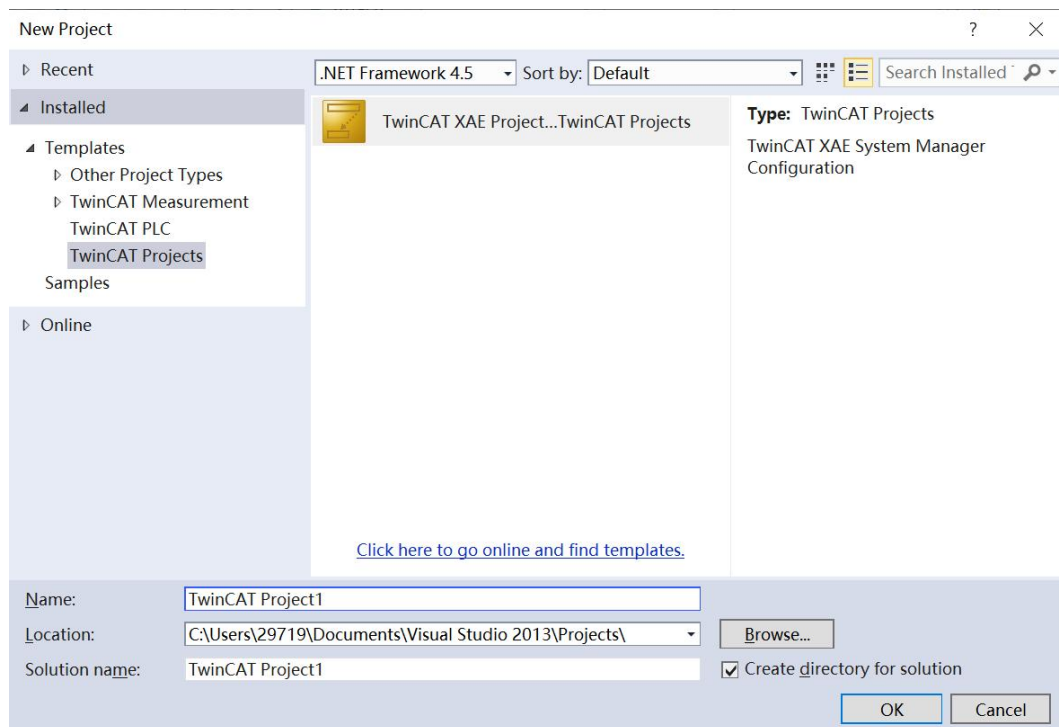 New Project
?
Recent
.NET Framework 4.5
Sort by:
Default
Search Installed
Installed
Templates
Other Project Types
TwinCAT Measurement
TwinCAT PLC
TwinCAT Projects
Samples
Online
TwinCAT XAE Project...TwinCAT Projects
Type: TwinCAT Projects
TwinCAT XAE System Manager
Configuration
Click here to go online and find templates.
Name:
TwinCAT Project1
Location:
C:\Users\29719\Documents\Visual Studio 2013\Projects\
Browse...
Solution name:
TwinCAT Project1
Create directory for solution
OK
Cancel